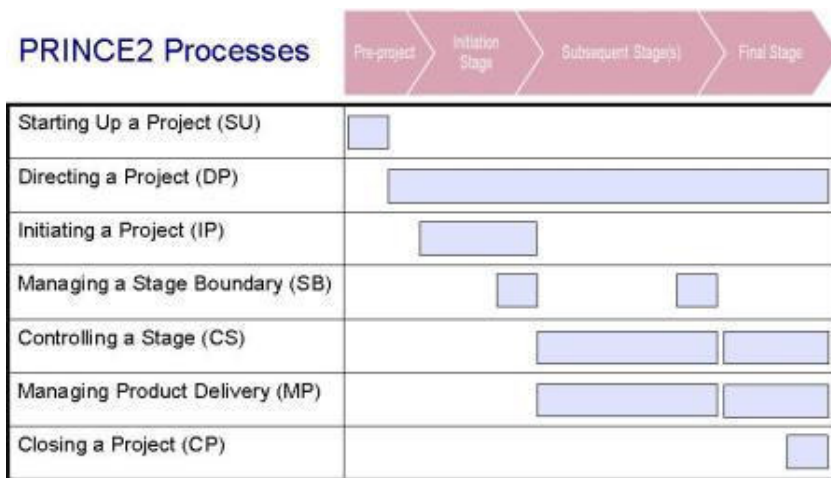 PRINCE2 Processes
Pre-project
Initiation
Stage
Subsequent Stage(s)
Final Stage
Starting Up a Project (SU)
Directing a Project (DP)
Initiating a Project (IP)
Managing a Stage Boundary (SB)
Controlling a Stage (CS)
Managing Product Delivery (MP)
Closing a Project (CP)